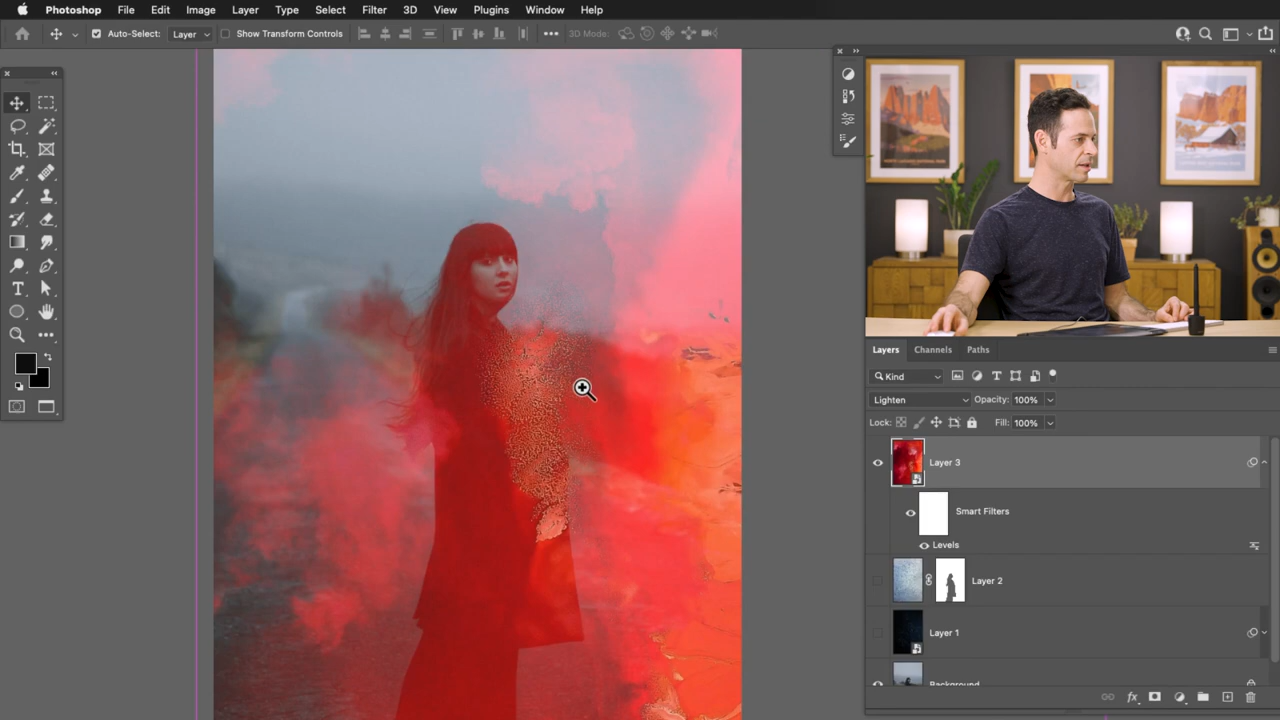 Photoshop File Edit Image Layer Type Select Filter 3D View Plugins Window Help
Auto-Select: Layer Show Transform Controls 3D Mode:
Layers Channels Paths
Kind
Lighten Opacity: 100%
Lock: Fill: 100%
Layer 3
Smart Filters
Levels
Layer 2
Layer 1
Background